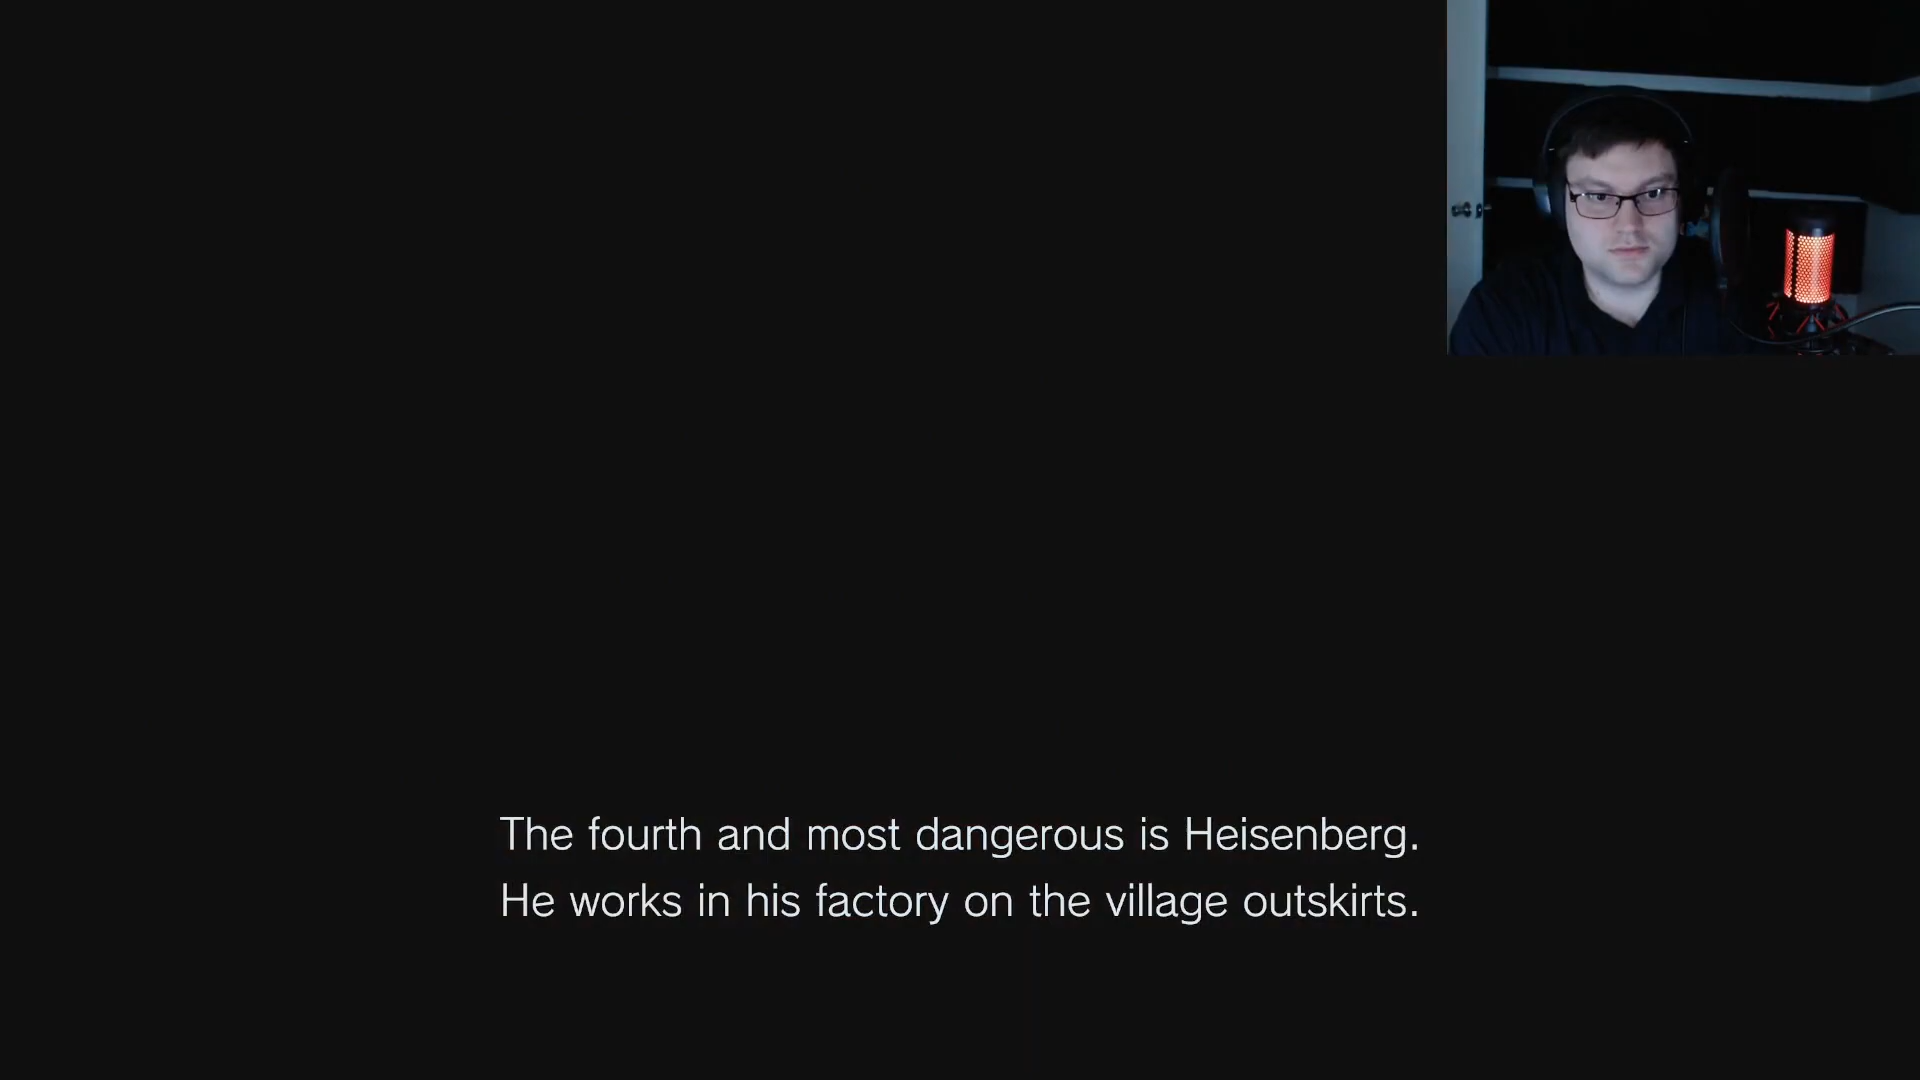 The fourth and most dangerous is Heisenberg.
He works in his factory on the village outskirts.